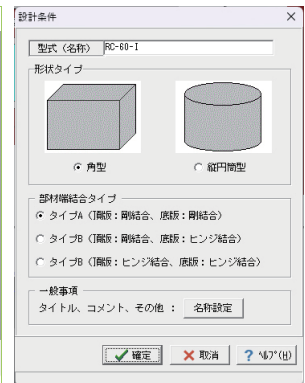 設計条件
型式（名称） RC-60-I
形状タイプ
角型 縦円筒型
部材端結合タイプ
タイプA（頂版：剛結合、底版：剛結合）
タイプB（頂版：剛結合、底版：ヒンジ結合）
タイプB（頂版：ヒンジ結合、底版：ヒンジ結合）
一般事項
タイトル、コメント、その他 ： 名称設定
確定 取消 ? ﾍﾙﾌﾟ(H)